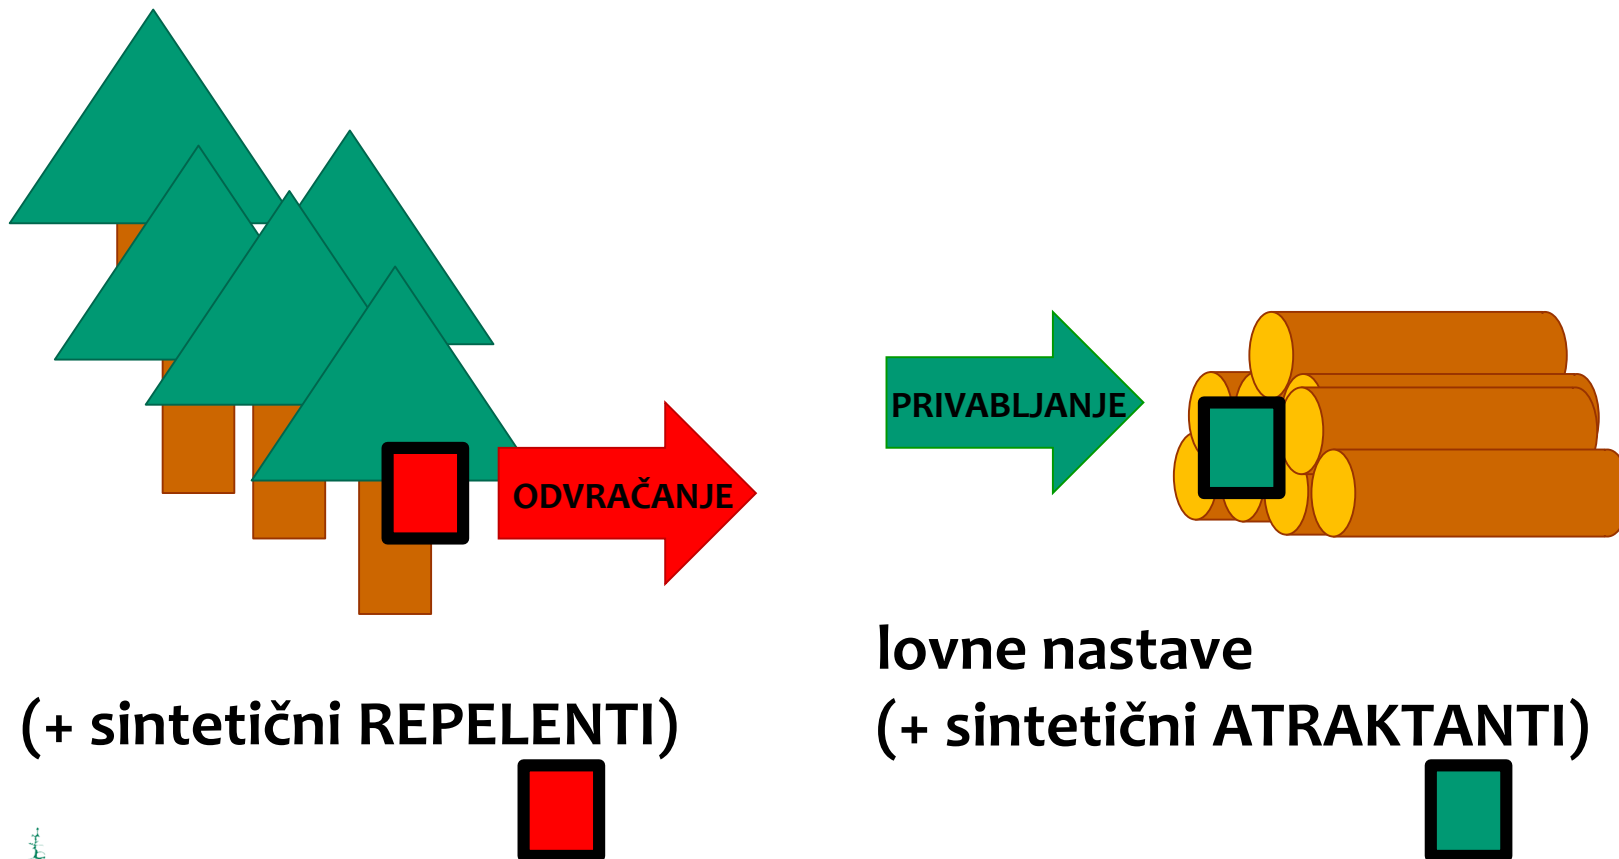 PRIVABLJANJE
ODVRAČANJE
lovne nastave
(+ sintetični REPELENTI)
(+ sintetični ATRAKTANTI)